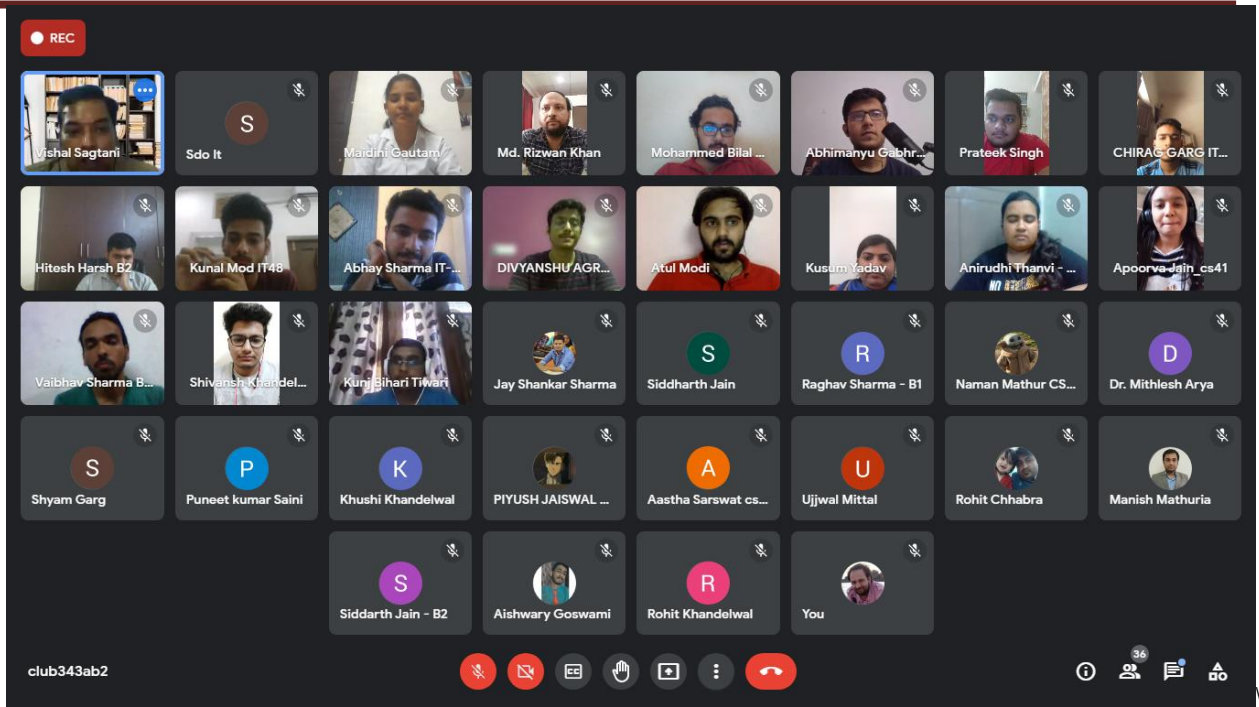 REC
Vishal Sagtani
S
Sdo It
Maidini Gautam
Md. Rizwan Khan
Mohammed Bilal ...
Abhimanyu Gabhr...
Prateek Singh
CHIRAG GARG IT...
Hitesh Harsh B2
Kunal Mod IT48
Abhay Sharma IT-...
DIVYANSHU AGR...
Atul Modi
Kusum Yadav
Anirudhi Thanvi - ...
Apoorva Jain_cs41
Vaibhav Sharma B...
Shivansh Khandel...
Kunj Bihari Tiwari
Jay Shankar Sharma
S
Siddharth Jain
R
Raghav Sharma - B1
Naman Mathur CS...
D
Dr. Mithlesh Arya
S
Shyam Garg
P
Puneet kumar Saini
K
Khushi Khandelwal
PIYUSH JAISWAL ...
A
Aastha Sarswat cs...
U
Ujjwal Mittal
Rohit Chhabra
Manish Mathuria
S
Siddarth Jain - B2
Aishwary Goswami
R
Rohit Khandelwal
You
club343ab2
CC
36